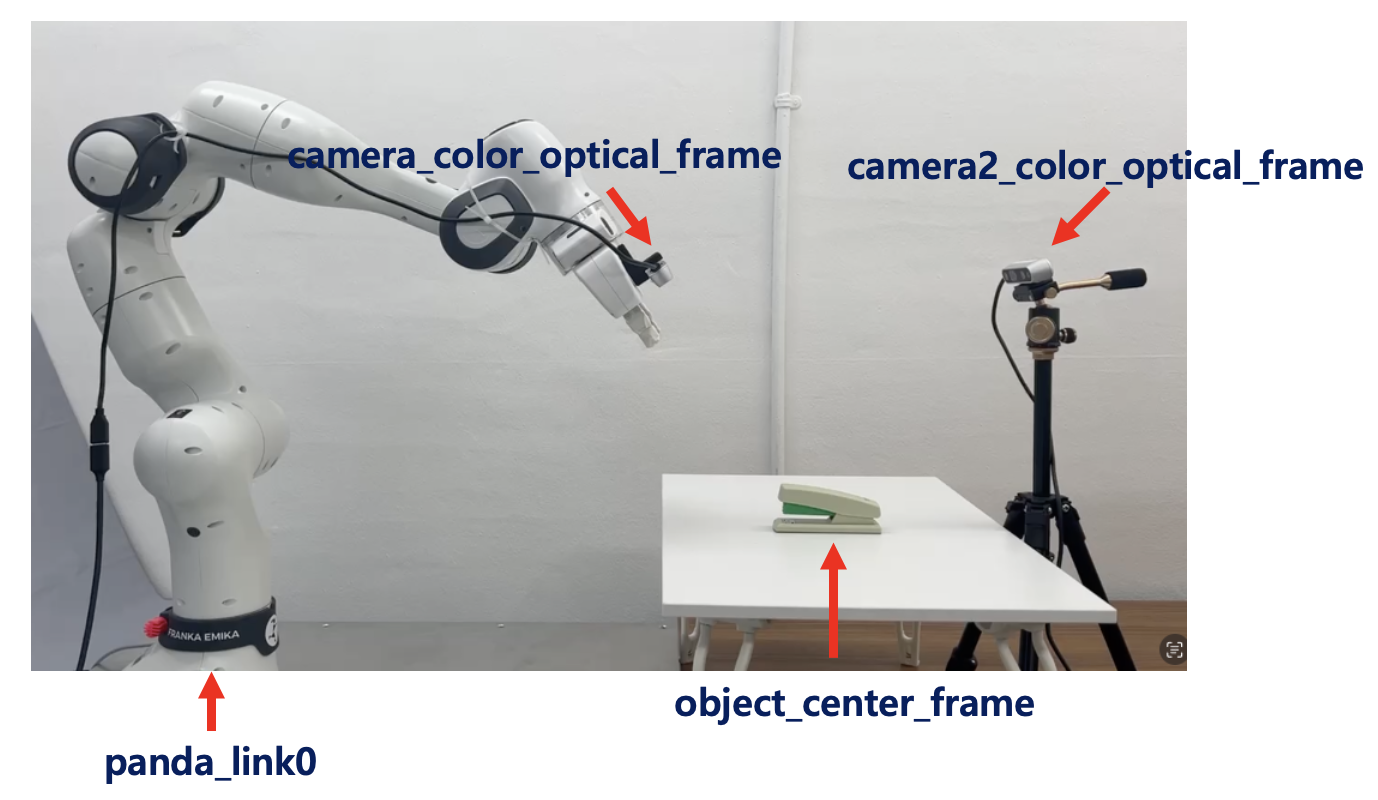 camera_color_optical_frame
camera2_color_optical_frame
FRANKA EMIKA
object_center_frame
panda_link0